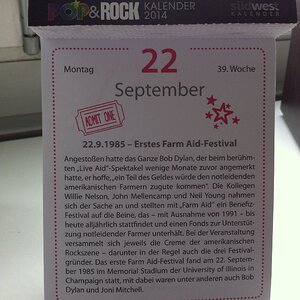 POP & ROCK KALENDER 2014
südwest KALENDER
Montag
22
39. Woche
September
ADMIT ONE
22.9.1985 – Erstes Farm Aid-Festival
Angestoßen hatte das Ganze Bob Dylan, der beim berühm-
ten „Live Aid"-Spektakel wenige Monate zuvor angemerkt
hatte, er hoffe, „ein Teil des Geldes würde den notleidenden
amerikanischen Farmern zugute kommen". Die Kollegen
Willie Nelson, John Mellencamp und Neil Young nahmen
sich der Sache an und stellten mit „Farm Aid" ein Benefiz-
Festival auf die Beine, das – mit Ausnahme von 1991 – bis
heute alljährlich stattfindet und einen Fonds zur Unterstüt-
zung notleidender Farmer unterhält. Bei der Veranstaltung
versammelt sich jeweils die Creme der amerikanischen
Rockszene – darunter in der Regel auch die drei Festival-
gründer. Das erste Farm Aid-Festival fand am 22. Septem-
ber 1985 im Memorial Stadium der University of Illinois in
Champaign statt, mit dabei waren unter anderem auch Bob
Dylan und Joni Mitchell.